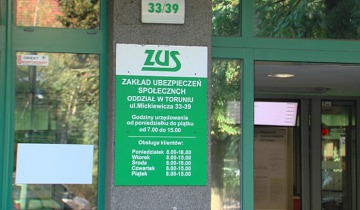 33/39
ZUS
ZAKŁAD UBEZPIECZEŃ
SPOŁECZNCH
ODDZIAŁ W TORUNIU
ul.Mickiewicza 33-39
Godziny urzędowania
od poniedziałku do piątku
od 7.00 do 15.00
Obsługa klientów:
Poniedziałek 8.00-18.00
Wtorek 8.00-15.00
Środa 8.00-15.00
Czwartek 8.00-15.00
Piątek 8.00-15.00
OBIEKT